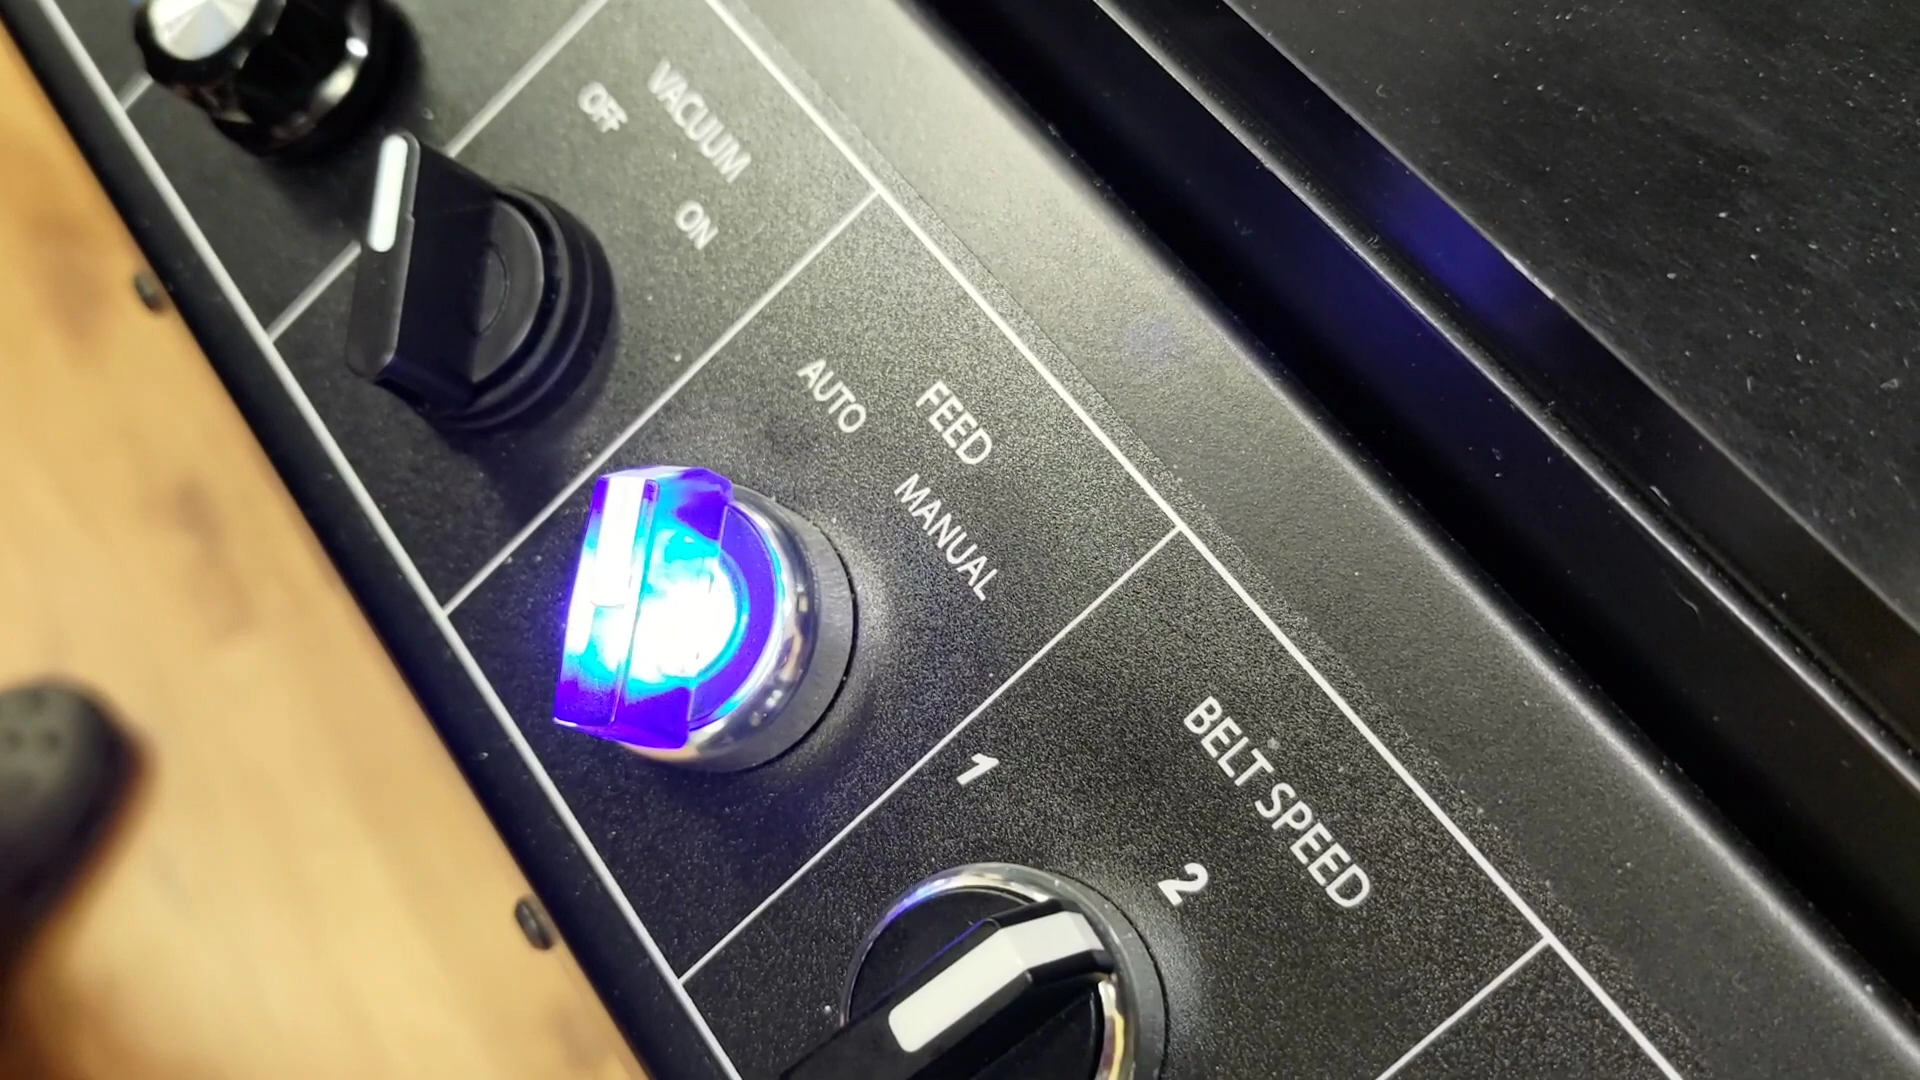 VACUUM
OFF
ON
FEED
AUTO
MANUAL
BELT SPEED
1
2